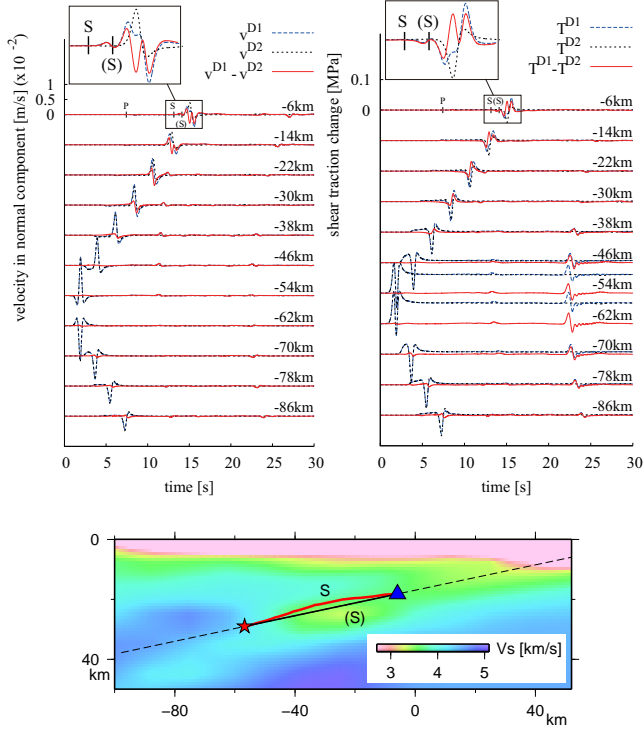 S
(S)
v^D1
v^D2
v^D1 - v^D2
velocity in normal component [m/s] (x10⁻²)
1
0.5
0
P
S
(S)
-6km
-14km
-22km
-30km
-38km
-46km
-54km
-62km
-70km
-78km
-86km
0 5 10 15 20 25 30
time [s]
S (S)
T^D1
T^D2
T^D1-T^D2
shear traction change [MPa]
0.1
0
P
S (S)
-6km
-14km
-22km
-30km
-38km
-46km
-54km
-62km
-70km
-78km
-86km
0 5 10 15 20 25 30
time [s]
0
40
km
S
(S)
Vs [km/s]
3 4 5
−80 −40 0 40 km